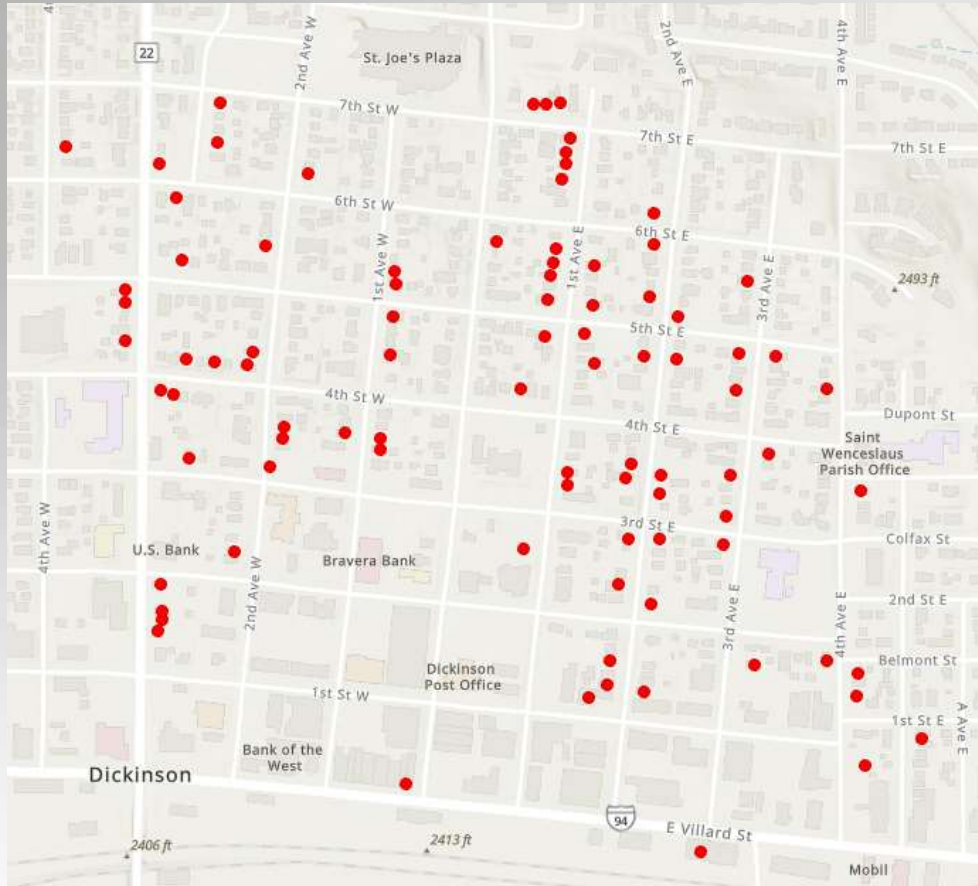 4
22
2nd Ave W
St. Joe's Plaza
2nd Ave E
4th Ave E
7th St W
7th St E
7th St E
6th St W
6th St E
1st Ave W
1st Ave E
3rd Ave E
2493 ft
5th St E
4th St W
4th St E
Dupont St
Saint
Wenceslaus
Parish Office
4th Ave W
3rd St E
Colfax St
U.S. Bank
Bravera Bank
2nd Ave W
2nd St E
3rd Ave E
4th Ave E
Dickinson
Post Office
Belmont St
1st St W
1st St E
A Ave E
Bank of the
West
Dickinson
94
E Villard St
2406 ft
2413 ft
Mobil